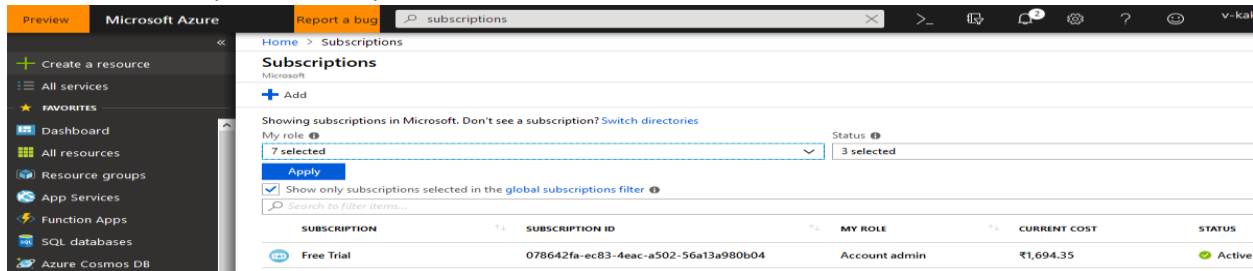 Preview Microsoft Azure Report a bug subscriptions 2 v-kak
Home > Subscriptions
Create a resource
All services
FAVORITES
Dashboard
All resources
Resource groups
App Services
Function Apps
SQL databases
Azure Cosmos DB
Subscriptions
Microsoft
Add
Showing subscriptions in Microsoft. Don't see a subscription? Switch directories
My role Status
7 selected 3 selected
Apply
Show only subscriptions selected in the global subscriptions filter
Search to filter items...
SUBSCRIPTION SUBSCRIPTION ID MY ROLE CURRENT COST STATUS
Free Trial 078642fa-ec83-4eac-a502-56a13a980b04 Account admin ₹1,694.35 Active